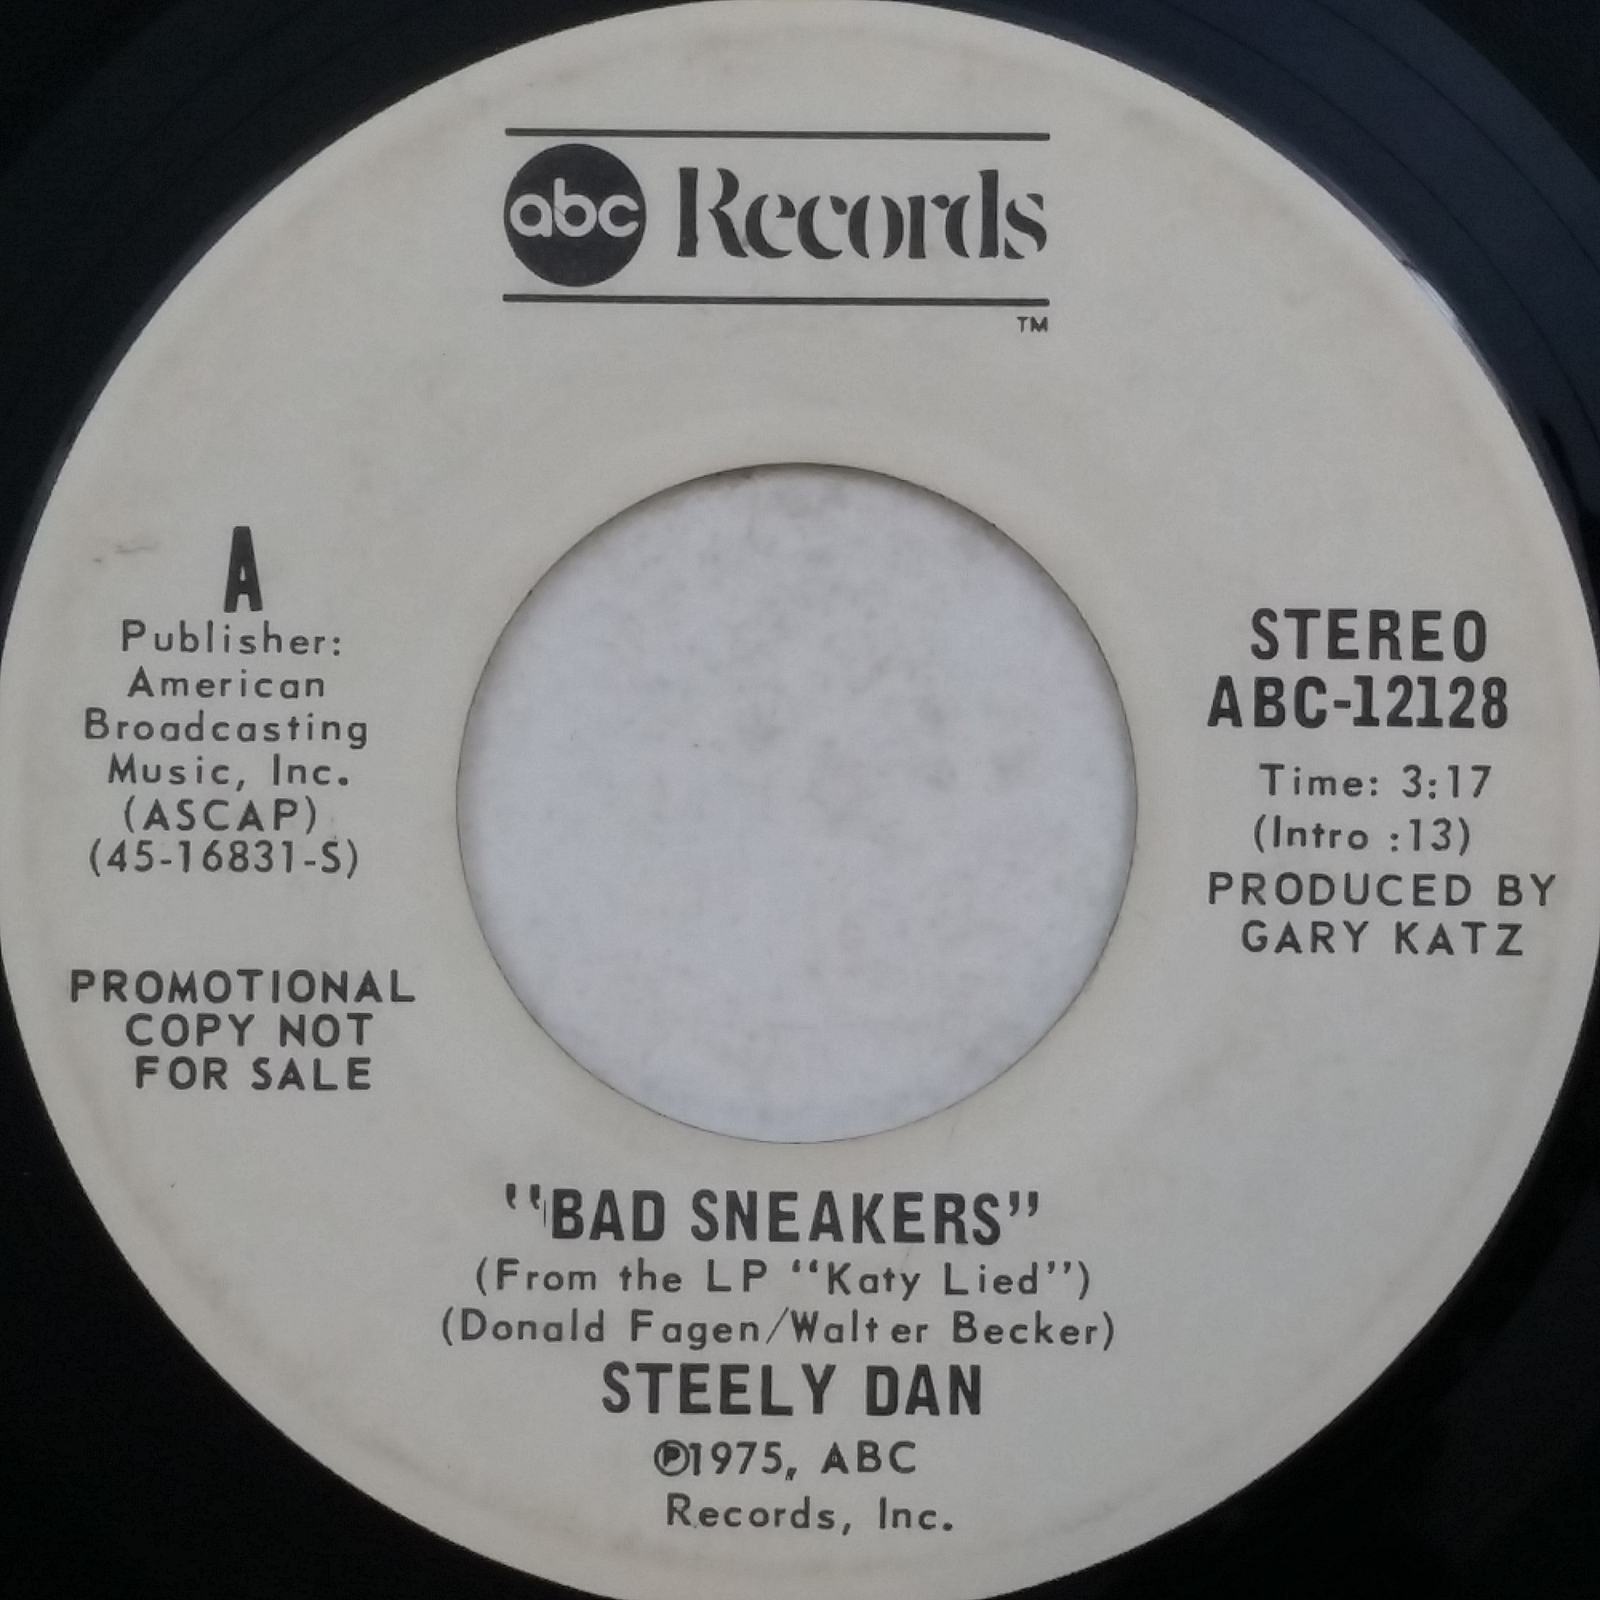 abc Records
TM
A
Publisher:
American
Broadcasting
Music, Inc.
(ASCAP)
(45-16831-S)
PROMOTIONAL
COPY NOT
FOR SALE
STEREO
ABC-12128
Time: 3:17
(Intro :13)
PRODUCED BY
GARY KATZ
"BAD SNEAKERS"
(From the LP "Katy Lied")
(Donald Fagen/Walter Becker)
STEELY DAN
℗1975, ABC
Records, Inc.